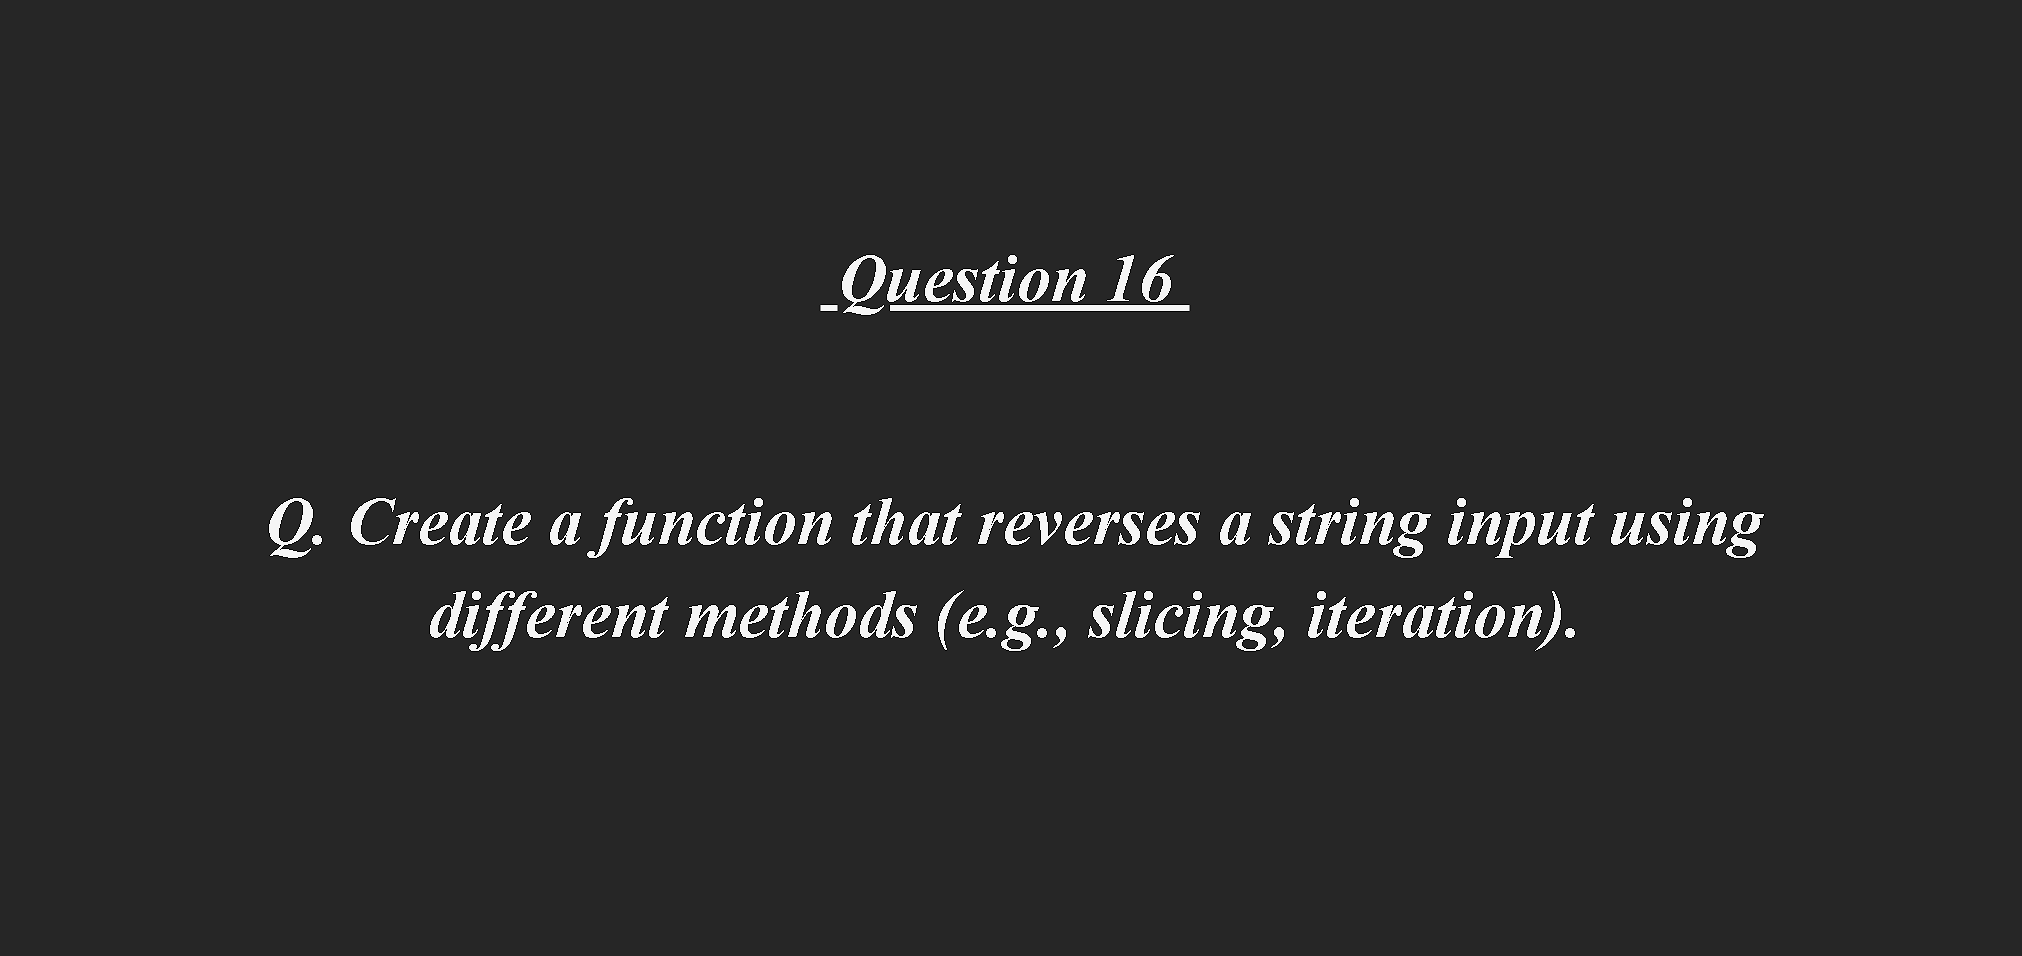 Question 16
Q. Create a function that reverses a string input using
different methods (e.g., slicing, iteration).